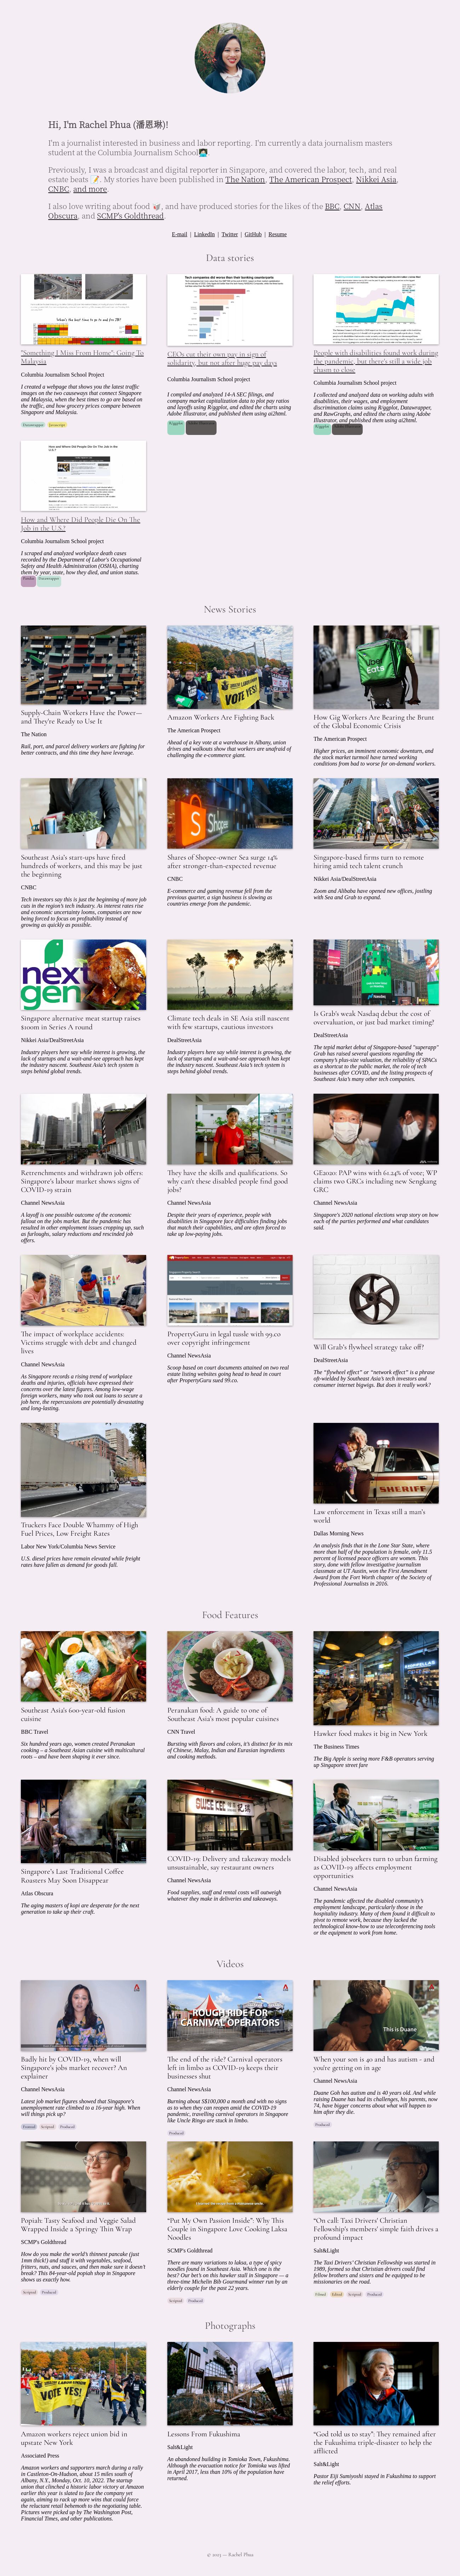 Hi, I'm Rachel Phua (潘恩琳)!
I'm a journalist interested in business and labor reporting. I'm currently a data journalism masters
student at the Columbia Journalism School👩🏻‍💻.
Previously, I was a broadcast and digital reporter in Singapore, and covered the labor, tech, and real
estate beats 📝. My stories have been published in The Nation, The American Prospect, Nikkei Asia,
CNBC, and more.
I also love writing about food 🥡, and have produced stories for the likes of the BBC, CNN, Atlas
Obscura, and SCMP's Goldthread.
E-mail | LinkedIn | Twitter | GitHub | Resume
Data stories
"Something I Miss From Home": Going To
Malaysia
Columbia Journalism School Project
I created a webpage that shows the latest traffic
images on the two causeways that connect Singapore
and Malaysia, when the best times to go are based on
the traffic, and how grocery prices compare between
Singapore and Malaysia.
Datawrapper Javascript
Tech companies did worse than their banking counterparts
CEOs cut their own pay in sign of
solidarity, but not after huge pay days
Columbia Journalism School project
I compiled and analyzed 14-A SEC filings, and
company market capitalization data to plot pay ratios
and layoffs using R/ggplot, and edited the charts using
Adobe Illustrator, and published them using ai2html.
R/ggplot
People with disabilities found work during
the pandemic, but there's still a wide job
chasm to close
Columbia Journalism School project
I collected and analyzed data on working adults with
disabilities, their wages, and employment
discrimination claims using R/ggplot, Datawrapper,
and RawGraphs, and edited the charts using Adobe
Illustrator, and published them using ai2html.
R/ggplot
How and Where Did People Die On The
Job in the U.S.?
Columbia Journalism School project
I scraped and analyzed workplace death cases
recorded by the Department of Labor's Occupational
Safety and Health Administration (OSHA), charting
them by year, state, how they died, and union status.
Pandas Datawrapper
News Stories
Supply-Chain Workers Have the Power—
and They're Ready to Use It
The Nation
Rail, port, and parcel delivery workers are fighting for
better contracts, and this time they have leverage.
VOTE YES!
Amazon Workers Are Fighting Back
The American Prospect
Ahead of a key vote at a warehouse in Albany, union
drives and walkouts show that workers are unafraid of
challenging the e-commerce giant.
Uber
Eats
How Gig Workers Are Bearing the Brunt
of the Global Economic Crisis
The American Prospect
Higher prices, an imminent economic downturn, and
the stock market turmoil have turned working
conditions from bad to worse for on-demand workers.
Southeast Asia's start-ups have fired
hundreds of workers, and this may be just
the beginning
CNBC
Tech investors say this is just the beginning of more job
cuts in the region's tech industry. As interest rates rise
and economic uncertainty looms, companies are now
being forced to focus on profitability instead of
growing as quickly as possible.
Shopee
Shares of Shopee-owner Sea surge 14%
after stronger-than-expected revenue
CNBC
E-commerce and gaming revenue fell from the
previous quarter, a sign business is slowing as
countries emerge from the pandemic.
Singapore-based firms turn to remote
hiring amid tech talent crunch
Nikkei Asia/DealStreetAsia
Zoom and Alibaba have opened new offices, jostling
with Sea and Grab to expand.
next
gen
Singapore alternative meat startup raises
$100m in Series A round
Nikkei Asia/DealStreetAsia
Industry players here say while interest is growing, the
lack of startups and a wait-and-see approach has kept
the industry nascent. Southeast Asia's tech system is
steps behind global trends.
Climate tech deals in SE Asia still nascent
with few startups, cautious investors
DealStreetAsia
Industry players here say while interest is growing, the
lack of startups and a wait-and-see approach has kept
the industry nascent. Southeast Asia's tech system is
steps behind global trends.
Is Grab's weak Nasdaq debut the cost of
overvaluation, or just bad market timing?
DealStreetAsia
The tepid market debut of Singapore-based "superapp"
Grab has raised several questions regarding the
company's plus-size valuation, the reliability of SPACs
as a shortcut to the public market, the role of tech
businesses after COVID, and the listing prospects of
Southeast Asia's many other tech companies.
Retrenchments and withdrawn job offers:
Singapore's labour market shows signs of
COVID-19 strain
Channel NewsAsia
A layoff is one possible outcome of the economic
fallout on the jobs market. But the pandemic has
resulted in other employment issues cropping up, such
as furloughs, salary reductions and rescinded job
offers.
They have the skills and qualifications. So
why can't these disabled people find good
jobs?
Channel NewsAsia
Despite their years of experience, people with
disabilities in Singapore face difficulties finding jobs
that match their capabilities, and are often forced to
take up low-paying jobs.
GE2020: PAP wins with 61.24% of vote; WP
claims two GRCs including new Sengkang
GRC
Channel NewsAsia
Singapore's 2020 national elections wrap story on how
each of the parties performed and what candidates
said.
The impact of workplace accidents:
Victims struggle with debt and changed
lives
Channel NewsAsia
As Singapore records a rising trend of workplace
deaths and injuries, officials have expressed their
concerns over the latest figures. Among low-wage
foreign workers, many who took out loans to secure a
job here, the repercussions are potentially devastating
and long-lasting.
PropertyGuru in legal tussle with 99.co
over copyright infringement
Channel NewsAsia
Scoop based on court documents attained on two real
estate listing websites going head to head in court
after PropertyGuru sued 99.co.
Will Grab's flywheel strategy take off?
DealStreetAsia
The "flywheel effect" or "network effect" is a phrase
oft-wielded by Southeast Asia's tech investors and
consumer internet bigwigs. But does it really work?
Truckers Face Double Whammy of High
Fuel Prices, Low Freight Rates
Labor New York/Columbia News Service
U.S. diesel prices have remain elevated while freight
rates have fallen as demand for goods fall.
SHERIFF
Law enforcement in Texas still a man's
world
Dallas Morning News
An analysis finds that in the Lone Star State, where
more than half of the population is female, only 11.5
percent of licensed peace officers are women. This
story, done with fellow investigative journalism
classmate at UT Austin, won the First Amendment
Award from the Fort Worth chapter of the Society of
Professional Journalists in 2016.
Food Features
Southeast Asia's 600-year-old fusion
cuisine
BBC Travel
Six hundred years ago, women created Peranakan
cooking – a Southeast Asian cuisine with multicultural
roots – and have been shaping it ever since.
Peranakan food: A guide to one of
Southeast Asia's most popular cuisines
CNN Travel
Bursting with flavors and colors, it's distinct for its mix
of Chinese, Malay, Indian and Eurasian ingredients
and cooking methods.
Hawker food makes it big in New York
The Business Times
The Big Apple is seeing more F&B operators serving
up Singapore street fare
Singapore's Last Traditional Coffee
Roasters May Soon Disappear
Atlas Obscura
The aging masters of kopi are desperate for the next
generation to take up their craft.
SWEE KEE
COVID-19: Delivery and takeaway models
unsustainable, say restaurant owners
Channel NewsAsia
Food supplies, staff and rental costs will outweigh
whatever they make in deliveries and takeaways.
Disabled jobseekers turn to urban farming
as COVID-19 affects employment
opportunities
Channel NewsAsia
The pandemic affected the disabled community's
employment landscape, particularly those in the
hospitality industry. Many of them found it difficult to
pivot to remote work, because they lacked the
technological know-how to use teleconferencing tools
or the equipment to work from home.
Videos
Badly hit by COVID-19, when will
Singapore's jobs market recover? An
explainer
Channel NewsAsia
Latest job market figures showed that Singapore's
unemployment rate climbed to a 16-year high. When
will things pick up?
Fronted Scripted Produced
ROUGH RIDE FOR
CARNIVAL OPERATORS
The end of the ride? Carnival operators
left in limbo as COVID-19 keeps their
businesses shut
Channel NewsAsia
Burning about S$100,000 a month and with no signs
as to when they can reopen amid the COVID-19
pandemic, travelling carnival operators in Singapore
like Uncle Ringo are stuck in limbo.
Produced
This is Duane
When your son is 40 and has autism - and
you're getting on in age
Channel NewsAsia
Duane Goh has autism and is 40 years old. And while
raising Duane has had its challenges, his parents, now
74, have bigger concerns about what will happen to
him after they die.
Produced
Popiah: Tasty Seafood and Veggie Salad
Wrapped Inside a Springy Thin Wrap
SCMP's Goldthread
How do you make the world's thinnest pancake (just
1mm thick!) and stuff it with vegetables, seafood,
fritters, nuts, and sauces, and then make sure it doesn't
break? This 84-year-old popiah shop in Singapore
shows us exactly how.
Scripted Produced
"Put My Own Passion Inside": Why This
Couple in Singapore Love Cooking Laksa
Noodles
SCMP's Goldthread
There are many variations to laksa, a type of spicy
noodles found in Southeast Asia. Which one is the
best? Our bet's on this hawker stall in Singapore — a
three-time Michelin Bib Gourmand winner run by an
elderly couple for the past 22 years.
Scripted Produced
"On call: Taxi Drivers' Christian
Fellowship's members' simple faith drives a
profound impact
Salt&Light
The Taxi Drivers' Christian Fellowship was started in
1989, formed so that Christian drivers could find
fellow brothers and sisters and be equipped to be
missionaries on the road.
Filmed Edited Scripted Produced
Photographs
VOTE YES!
Amazon workers reject union bid in
upstate New York
Associated Press
Amazon workers and supporters march during a rally
in Castleton-On-Hudson, about 15 miles south of
Albany, N.Y., Monday, Oct. 10, 2022. The startup
union that clinched a historic labor victory at Amazon
earlier this year is slated to face the company yet
again, aiming to rack up more wins that could force
the reluctant retail behemoth to the negotiating table.
Pictures were picked up by The Washington Post,
Financial Times, and other publications.
Lessons From Fukushima
Salt&Light
An abandoned building in Tomioka Town, Fukushima.
Although the evacuation notice for Tomioka was lifted
in April 2017, less than 10% of the population have
returned.
"God told us to stay": They remained after
the Fukushima triple-disaster to help the
afflicted
Salt&Light
Pastor Eiji Sumiyoshi stayed in Fukushima to support
the relief efforts.
© 2023 — Rachel Phua